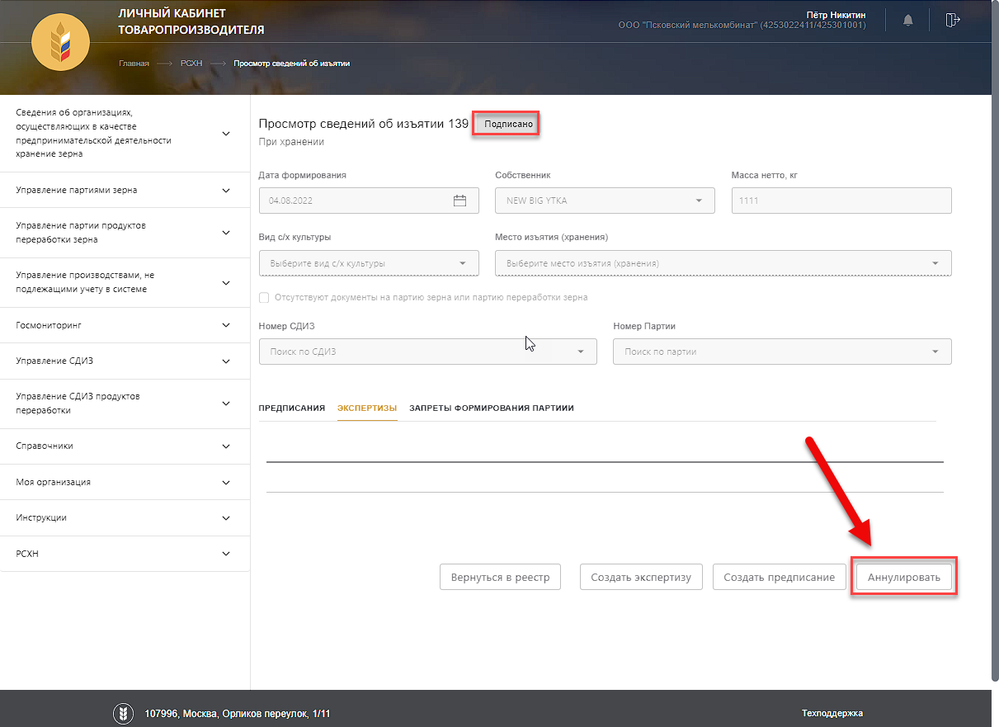 ЛИЧНЫЙ КАБИНЕТ
ТОВАРОПРОИЗВОДИТЕЛЯ
Пётр Никитин
ООО "Псковский мелькомбинат" (4253022411/425301001)
Главная
РСХН
Просмотр сведений об изъятии
Сведения об организациях,
осуществляющих в качестве
предпринимательской деятельности
хранение зерна
Управление партиями зерна
Управление партии продуктов
переработки зерна
Управление производствами, не
подлежащими учету в системе
Госмониторинг
Управление СДИЗ
Управление СДИЗ продуктов
переработки
Справочники
Моя организация
Инструкции
РСХН
Просмотр сведений об изъятии 139
Подписано
При хранении
Дата формирования
Собственник
Масса нетто, кг
04.08.2022
NEW BIG УТКА
1111
Вид с/х культуры
Место изъятия (хранения)
Выберите вид с/х культуры
Выберите место изъятия (хранения)
Отсутствуют документы на партию зерна или партию переработки зерна
Номер СДИЗ
Номер Партии
Поиск по СДИЗ
Поиск по партии
ПРЕДПИСАНИЯ
ЭКСПЕРТИЗЫ
ЗАПРЕТЫ ФОРМИРОВАНИЯ ПАРТИИИ
Вернуться в реестр
Создать экспертизу
Создать предписание
Аннулировать
107996, Москва, Орликов переулок, 1/11
Техподдержка